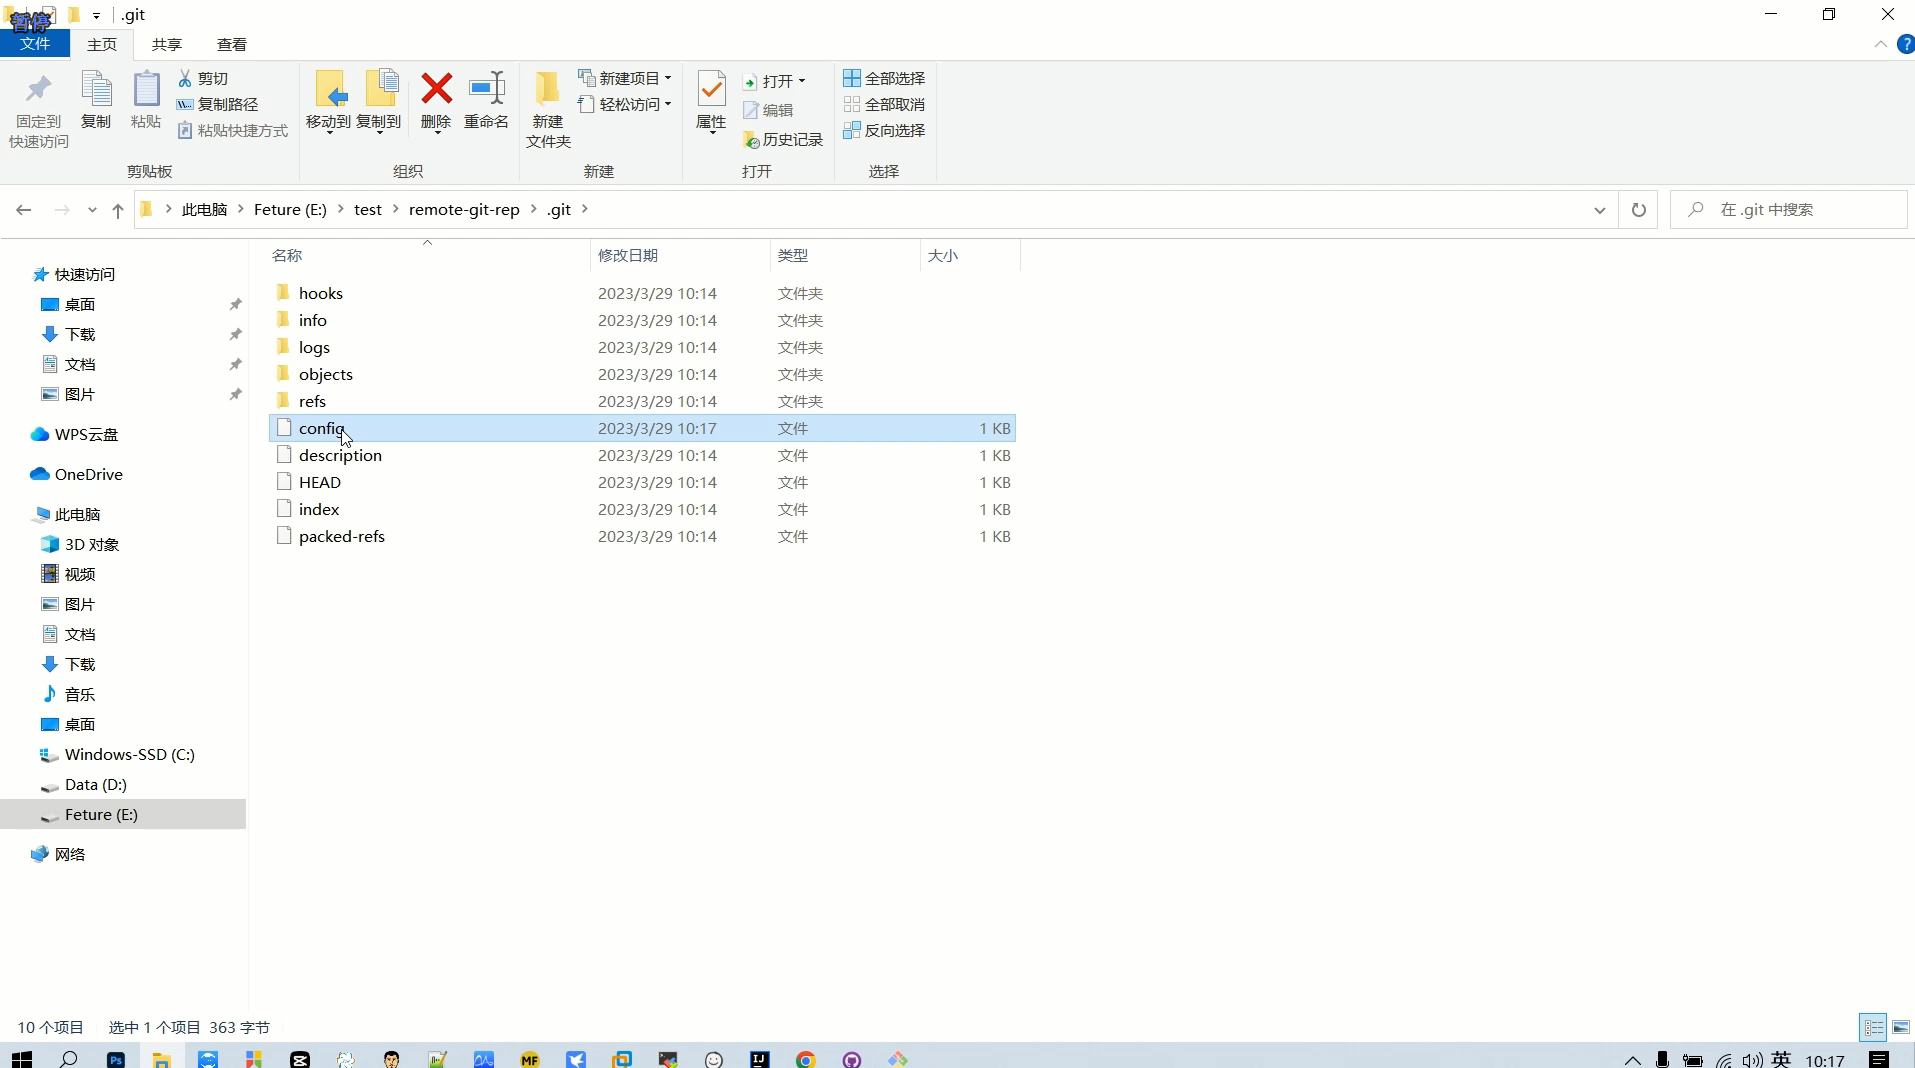 暂停
.git
文件
主页
共享
查看
固定到
快速访问
复制
粘贴
剪切
复制路径
粘贴快捷方式
剪贴板
移动到
复制到
删除
重命名
组织
新建
文件夹
新建项目
轻松访问
新建
属性
打开
编辑
历史记录
打开
全部选择
全部取消
反向选择
选择
此电脑 > Feture (E:) > test > remote-git-rep > .git >
在 .git 中搜索
名称 修改日期 类型 大小
快速访问
桌面
下载
文档
图片
WPS云盘
OneDrive
此电脑
3D 对象
视频
图片
文档
下载
音乐
桌面
Windows-SSD (C:)
Data (D:)
Feture (E:)
网络
hooks 2023/3/29 10:14 文件夹
info 2023/3/29 10:14 文件夹
logs 2023/3/29 10:14 文件夹
objects 2023/3/29 10:14 文件夹
refs 2023/3/29 10:14 文件夹
config 2023/3/29 10:17 文件 1 KB
description 2023/3/29 10:14 文件 1 KB
HEAD 2023/3/29 10:14 文件 1 KB
index 2023/3/29 10:14 文件 1 KB
packed-refs 2023/3/29 10:14 文件 1 KB
10 个项目 选中 1 个项目 363 字节
Ps
MF
IJ
英
10:17